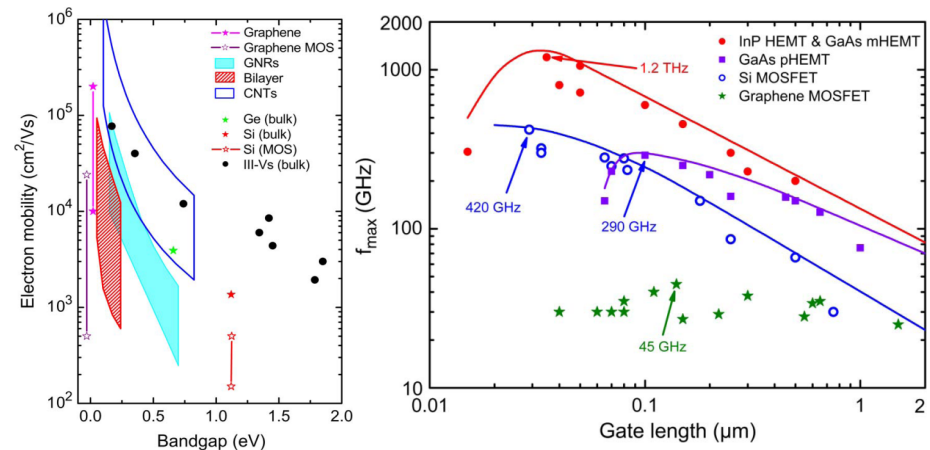 Electron mobility (cm²/Vs)
10⁶
10⁵
10⁴
10³
10²
0.0 0.5 1.0 1.5 2.0
Bandgap (eV)
Graphene
Graphene MOS
GNRs
Bilayer
CNTs
Ge (bulk)
Si (bulk)
Si (MOS)
III-Vs (bulk)
f_max (GHz)
2000
1000
100
10
0.01 0.1 1 2
Gate length (µm)
InP HEMT & GaAs mHEMT
GaAs pHEMT
Si MOSFET
Graphene MOSFET
1.2 THz
420 GHz
290 GHz
45 GHz